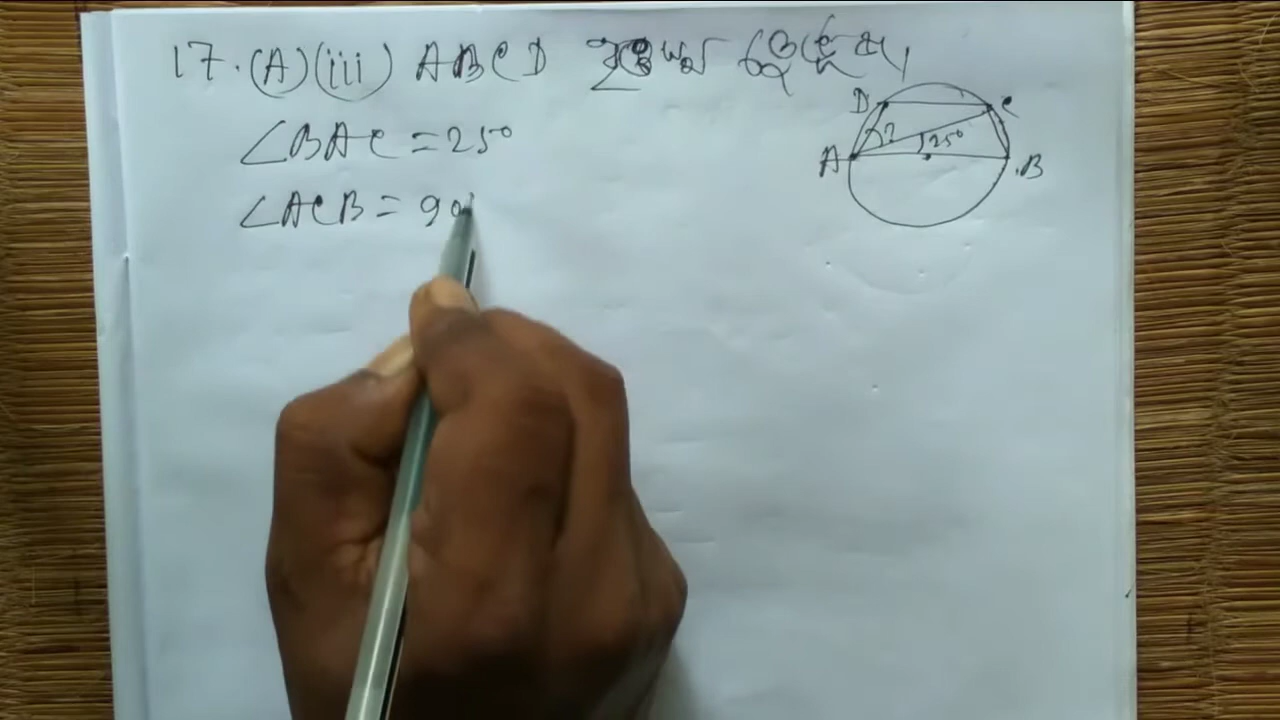 17.(A)(iii) ABCD
∠BAC = 25°
∠ACB = 90
D
C
? 25°
A
B